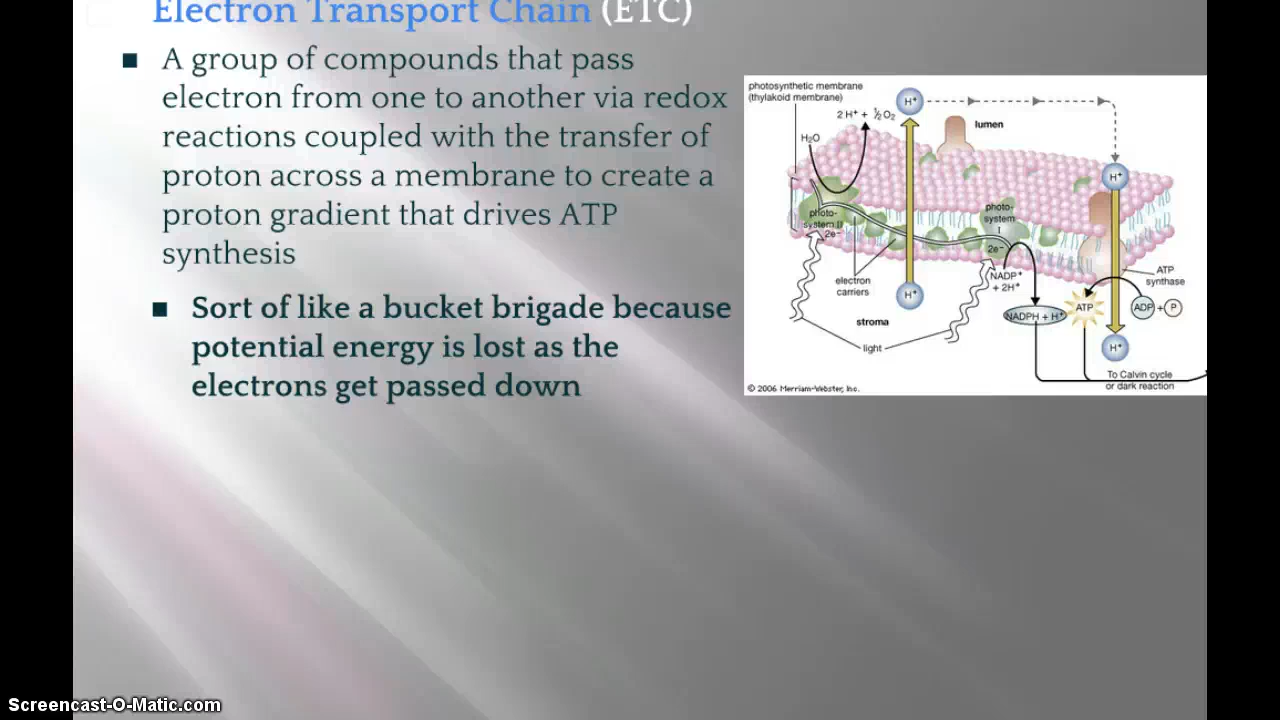 Electron Transport Chain (ETC)
■ A group of compounds that pass
electron from one to another via redox
reactions coupled with the transfer of
proton across a membrane to create a
proton gradient that drives ATP
synthesis
■ Sort of like a bucket brigade because
potential energy is lost as the
electrons get passed down
photosynthetic membrane
(thylakoid membrane)
2 H⁺ + ½O₂
H⁺
lumen
H₂O
H⁺
photo-
system II
2e⁻
photo-
system
I
2e⁻
electron
carriers
NADP⁺
+ 2H⁺
ATP
synthase
H⁺
stroma
NADPH + H⁺
ATP
ADP + P
light
H⁺
To Calvin cycle
or dark reaction
© 2006 Merriam-Webster, Inc.
Screencast-O-Matic.com